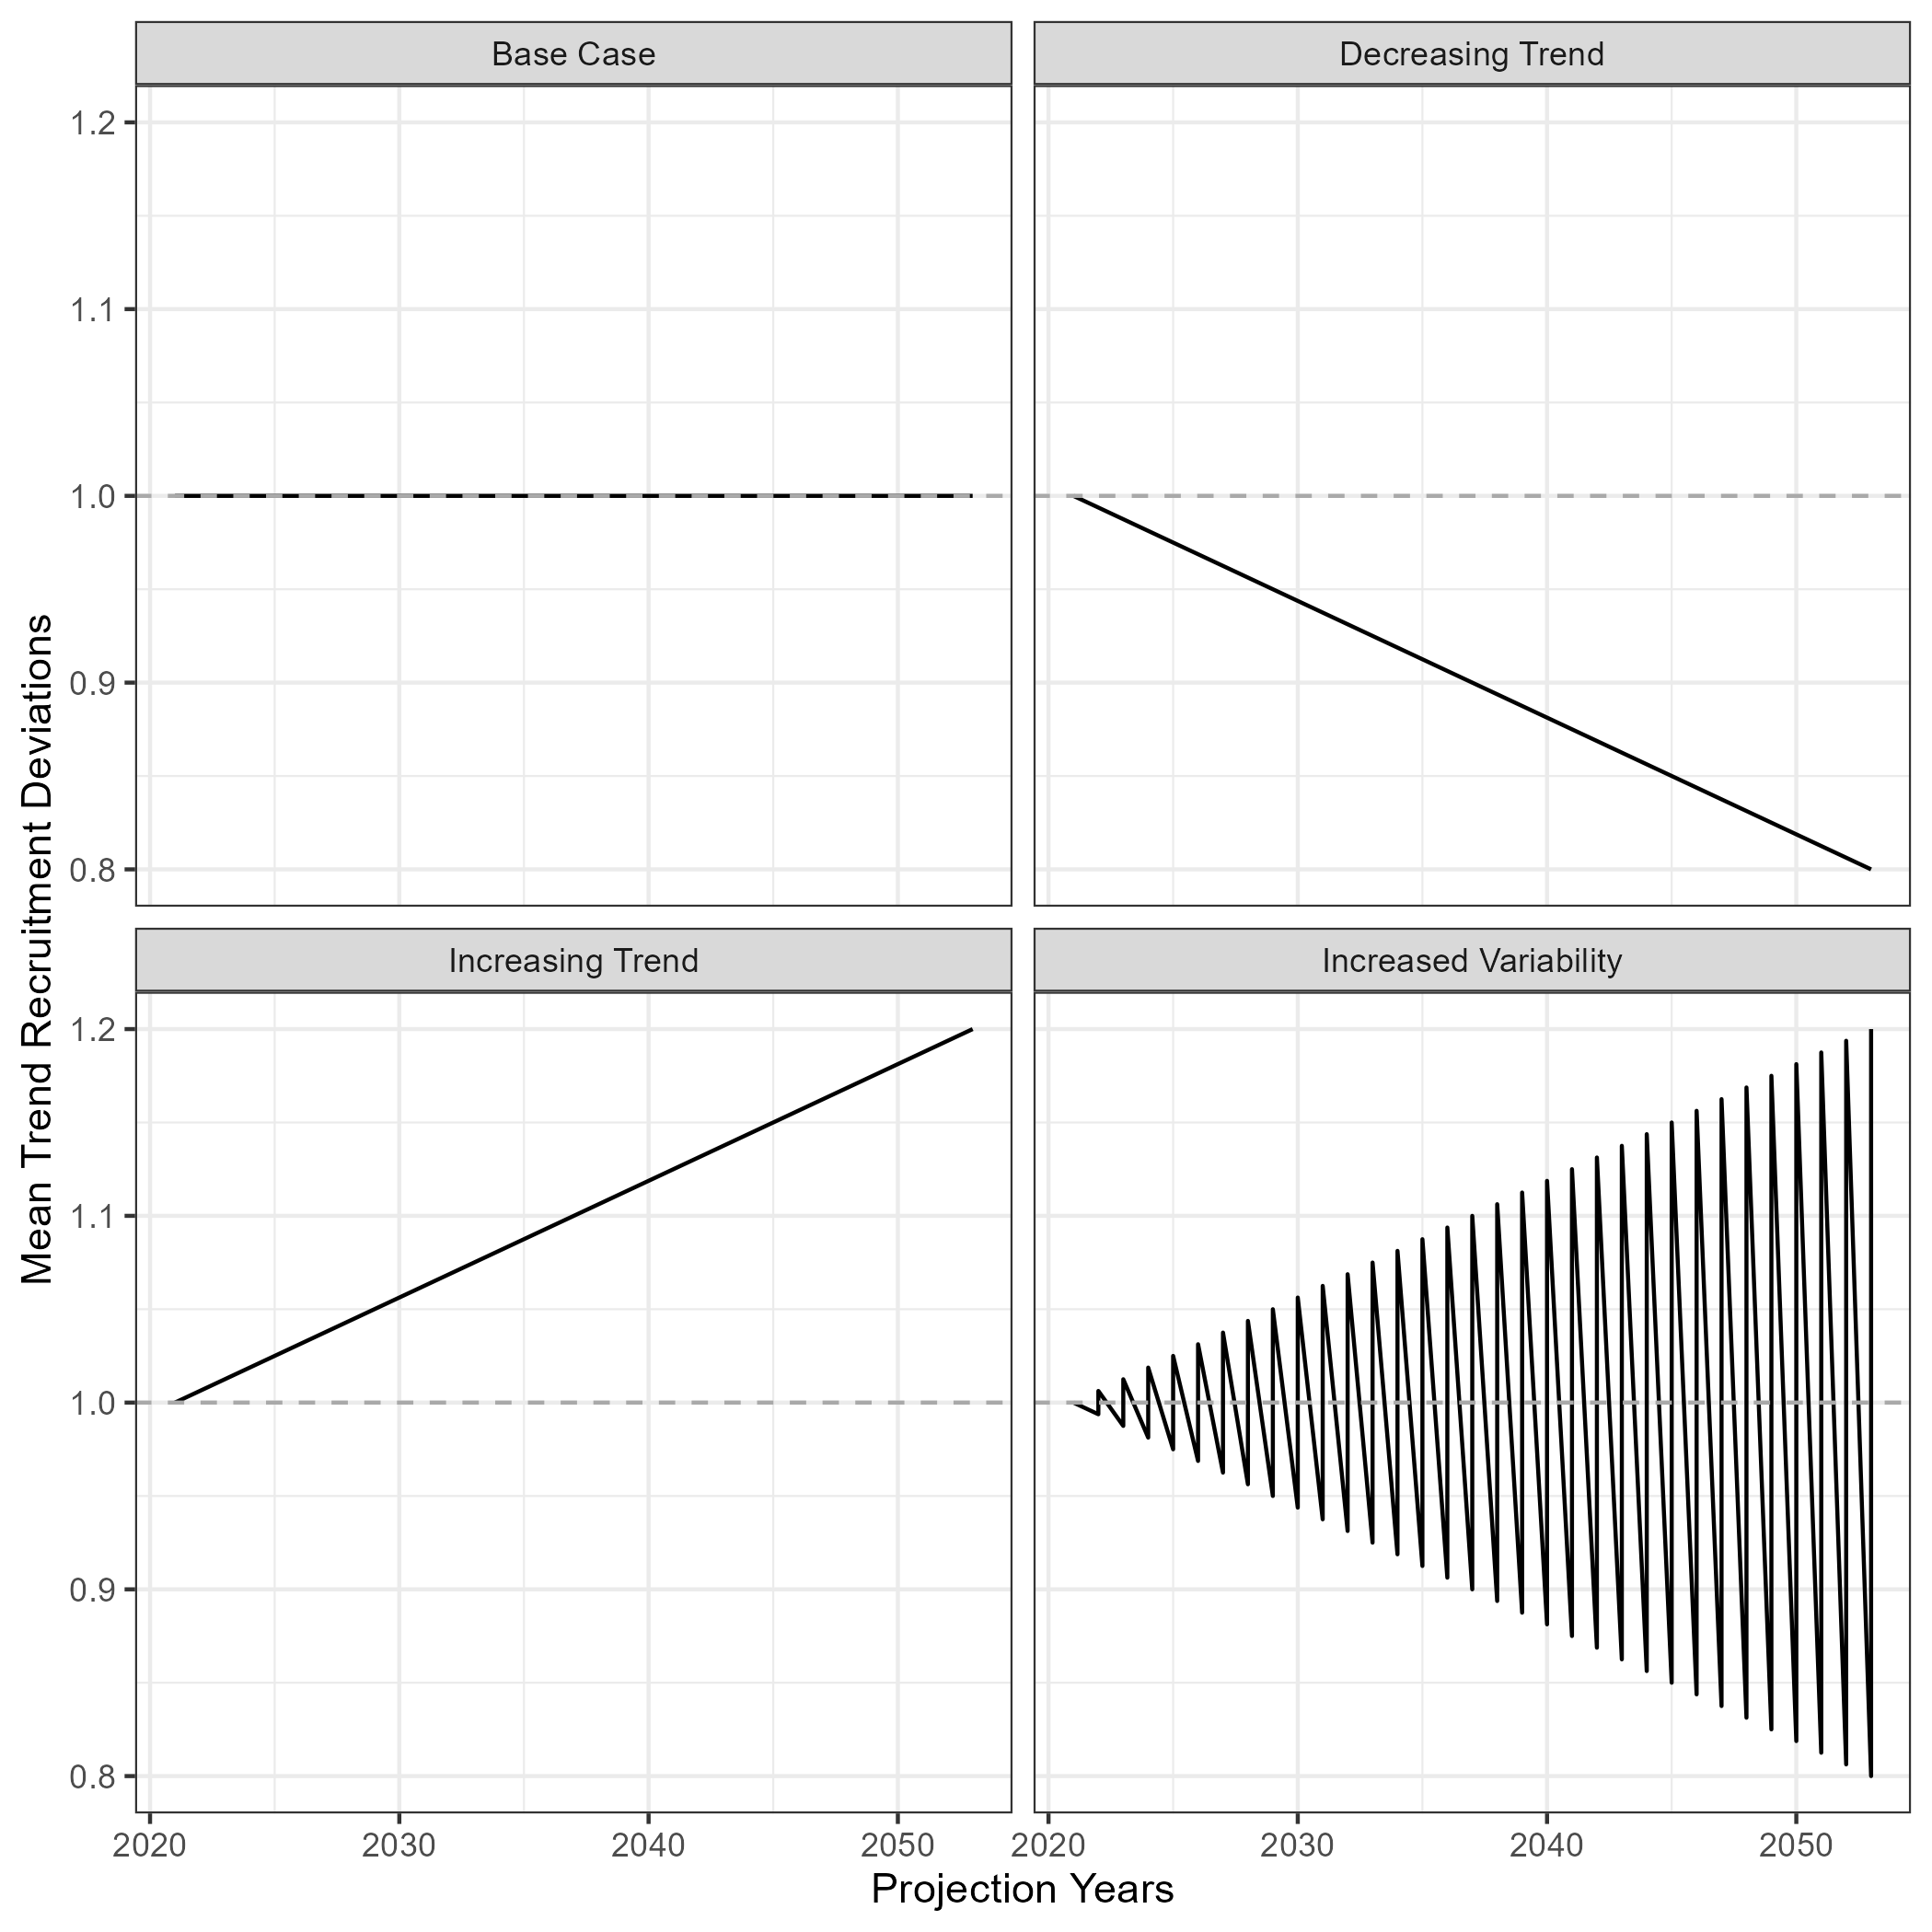 Base Case
Decreasing Trend
1.2
1.1
1.0
0.9
0.8
Mean Trend Recruitment Deviations
Increasing Trend
Increased Variability
1.2
1.1
1.0
0.9
0.8
2020 2030 2040 2050 2020 2030 2040 2050
Projection Years